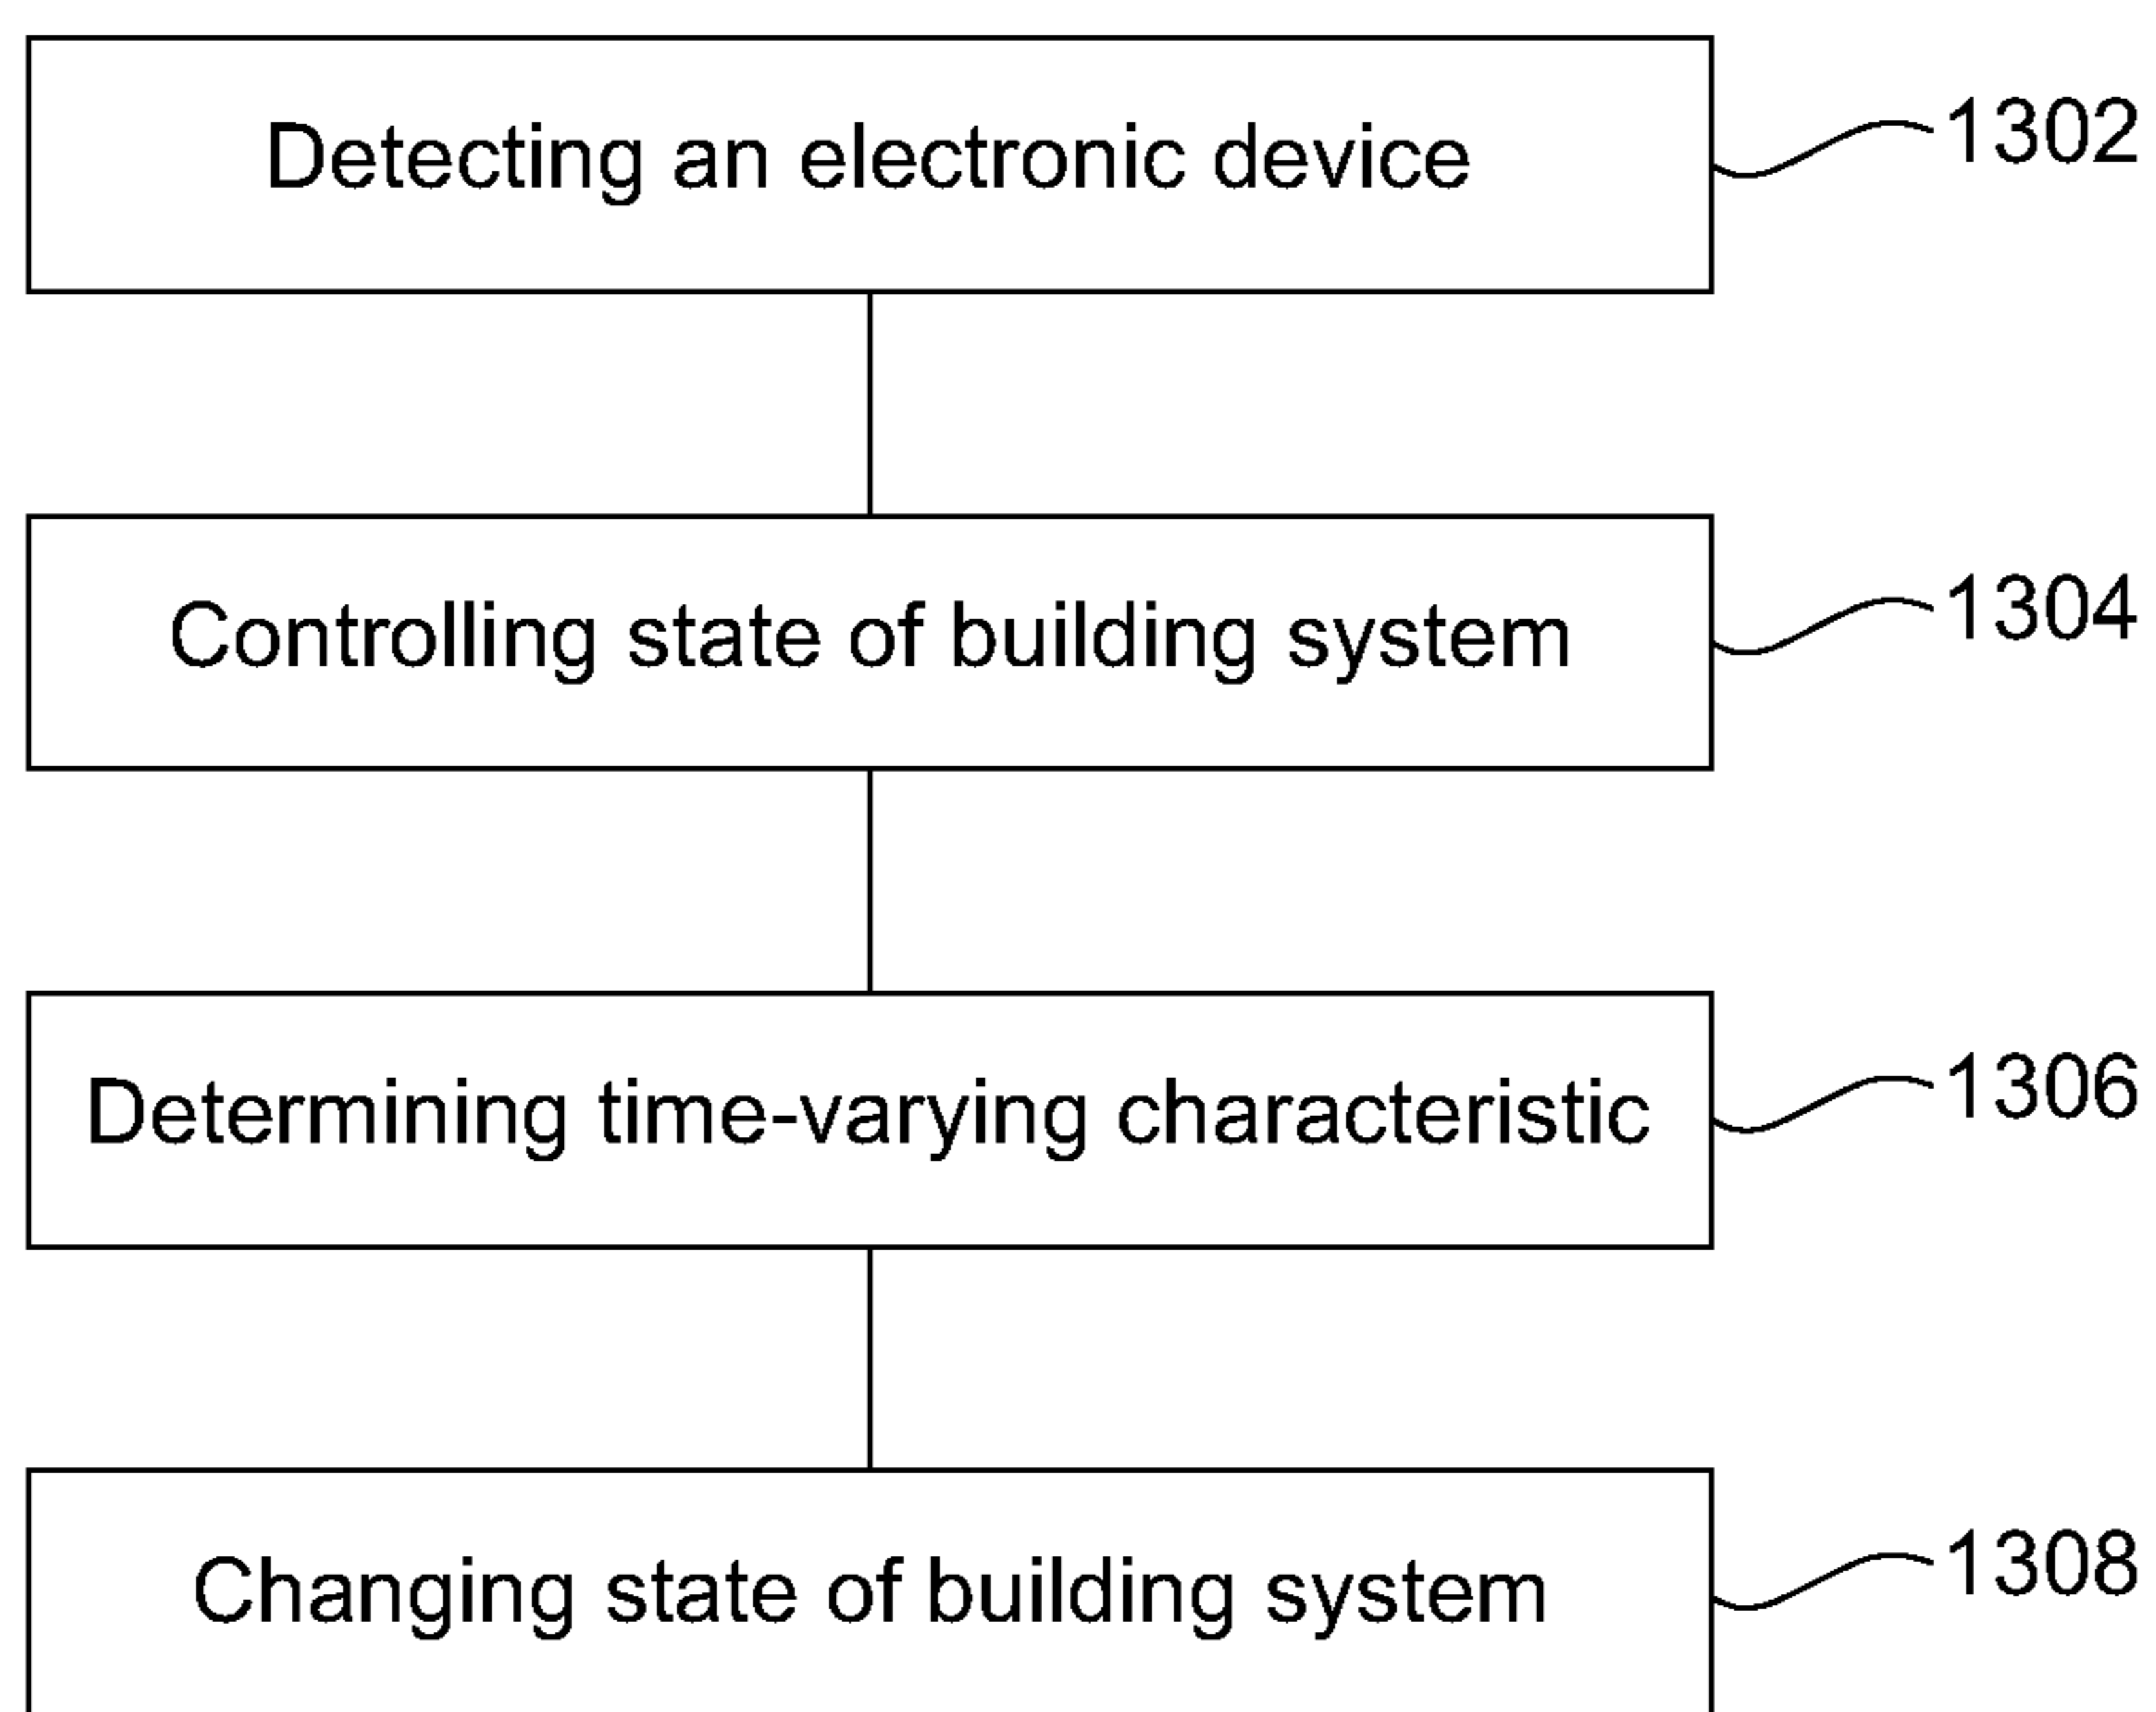 Detecting an electronic device
1302
Controlling state of building system
1304
Determining time-varying characteristic
1306
Changing state of building system
1308